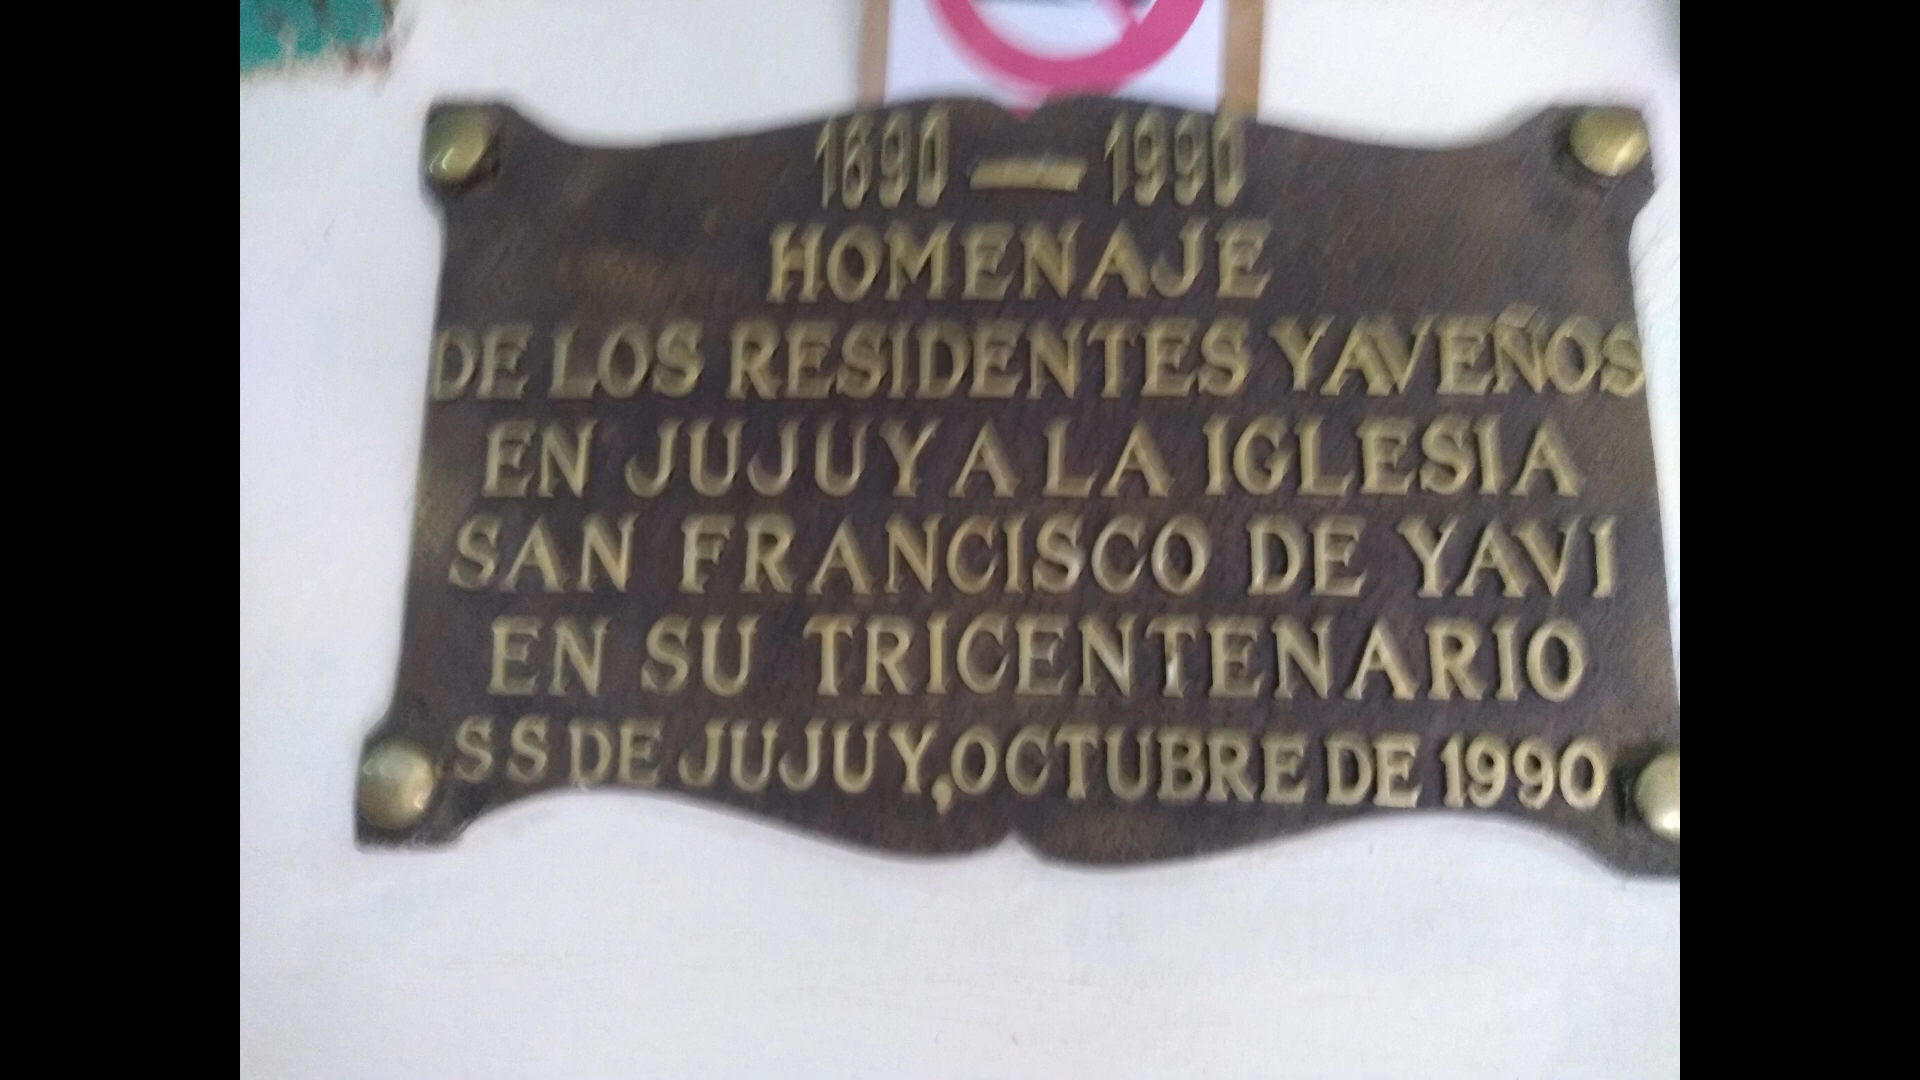 1690 — 1990
HOMENAJE
DE LOS RESIDENTES YAVEÑOS
EN JUJUY A LA IGLESIA
SAN FRANCISCO DE YAVI
EN SU TRICENTENARIO
SS DE JUJUY, OCTUBRE DE 1990